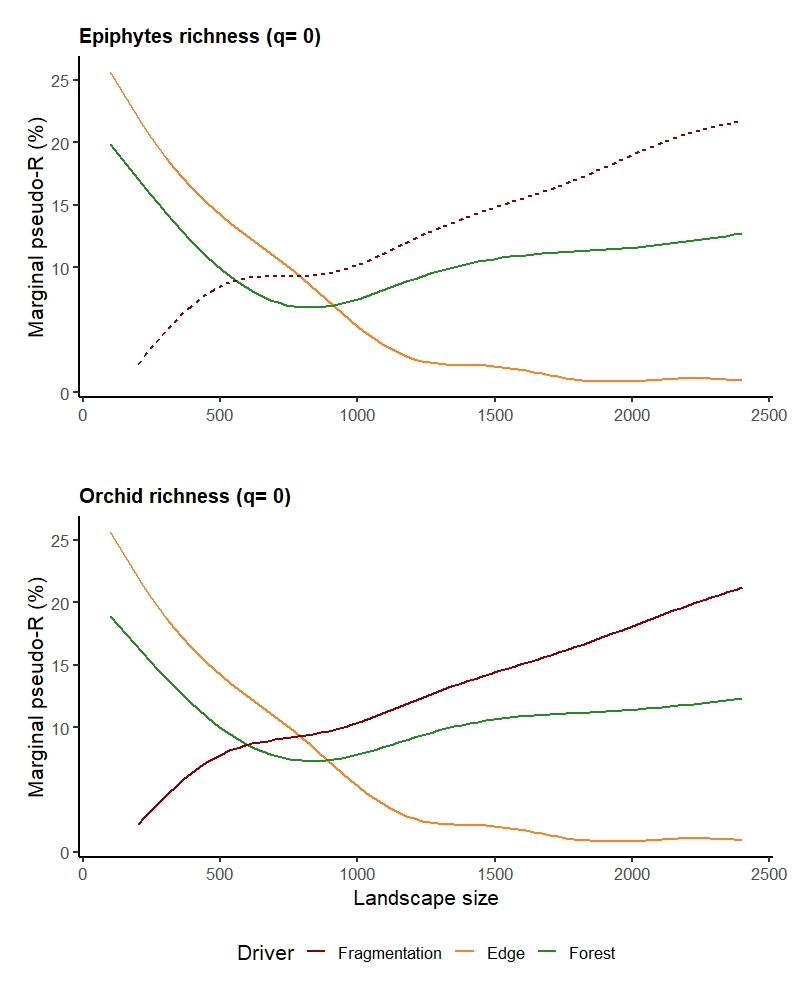 Epiphytes richness (q= 0)
Marginal pseudo-R (%)
25
20
15
10
0
0 500 1000 1500 2000 2500
Orchid richness (q= 0)
Marginal pseudo-R (%)
25
20
15
10
0
0 500 1000 1500 2000 2500
Landscape size
Driver Fragmentation Edge Forest